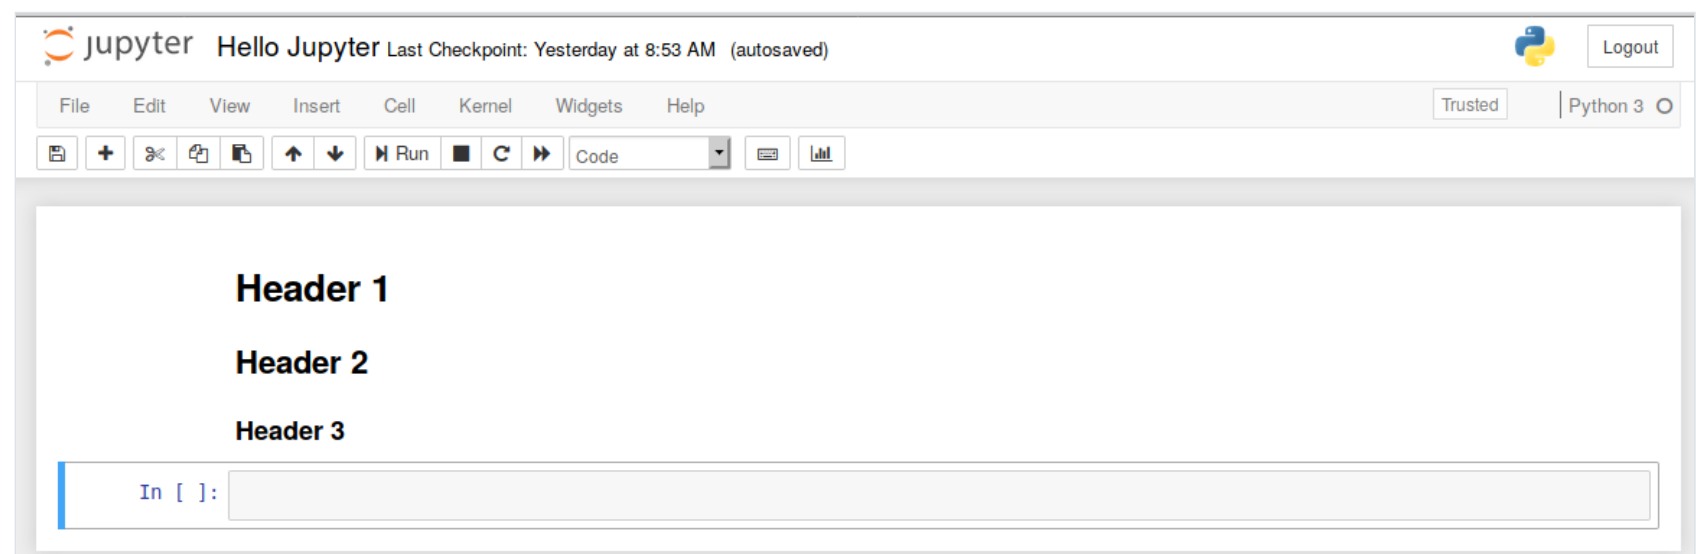 jupyter Hello Jupyter Last Checkpoint: Yesterday at 8:53 AM (autosaved) Logout
File Edit View Insert Cell Kernel Widgets Help Trusted Python 3
Run Code
Header 1
Header 2
Header 3
In [ ]: